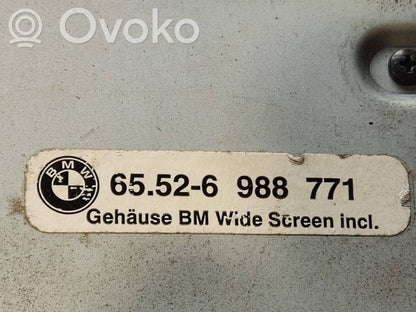 Ovoko
BMW
65.52-6 988 771
Gehäuse BM Wide Screen incl.